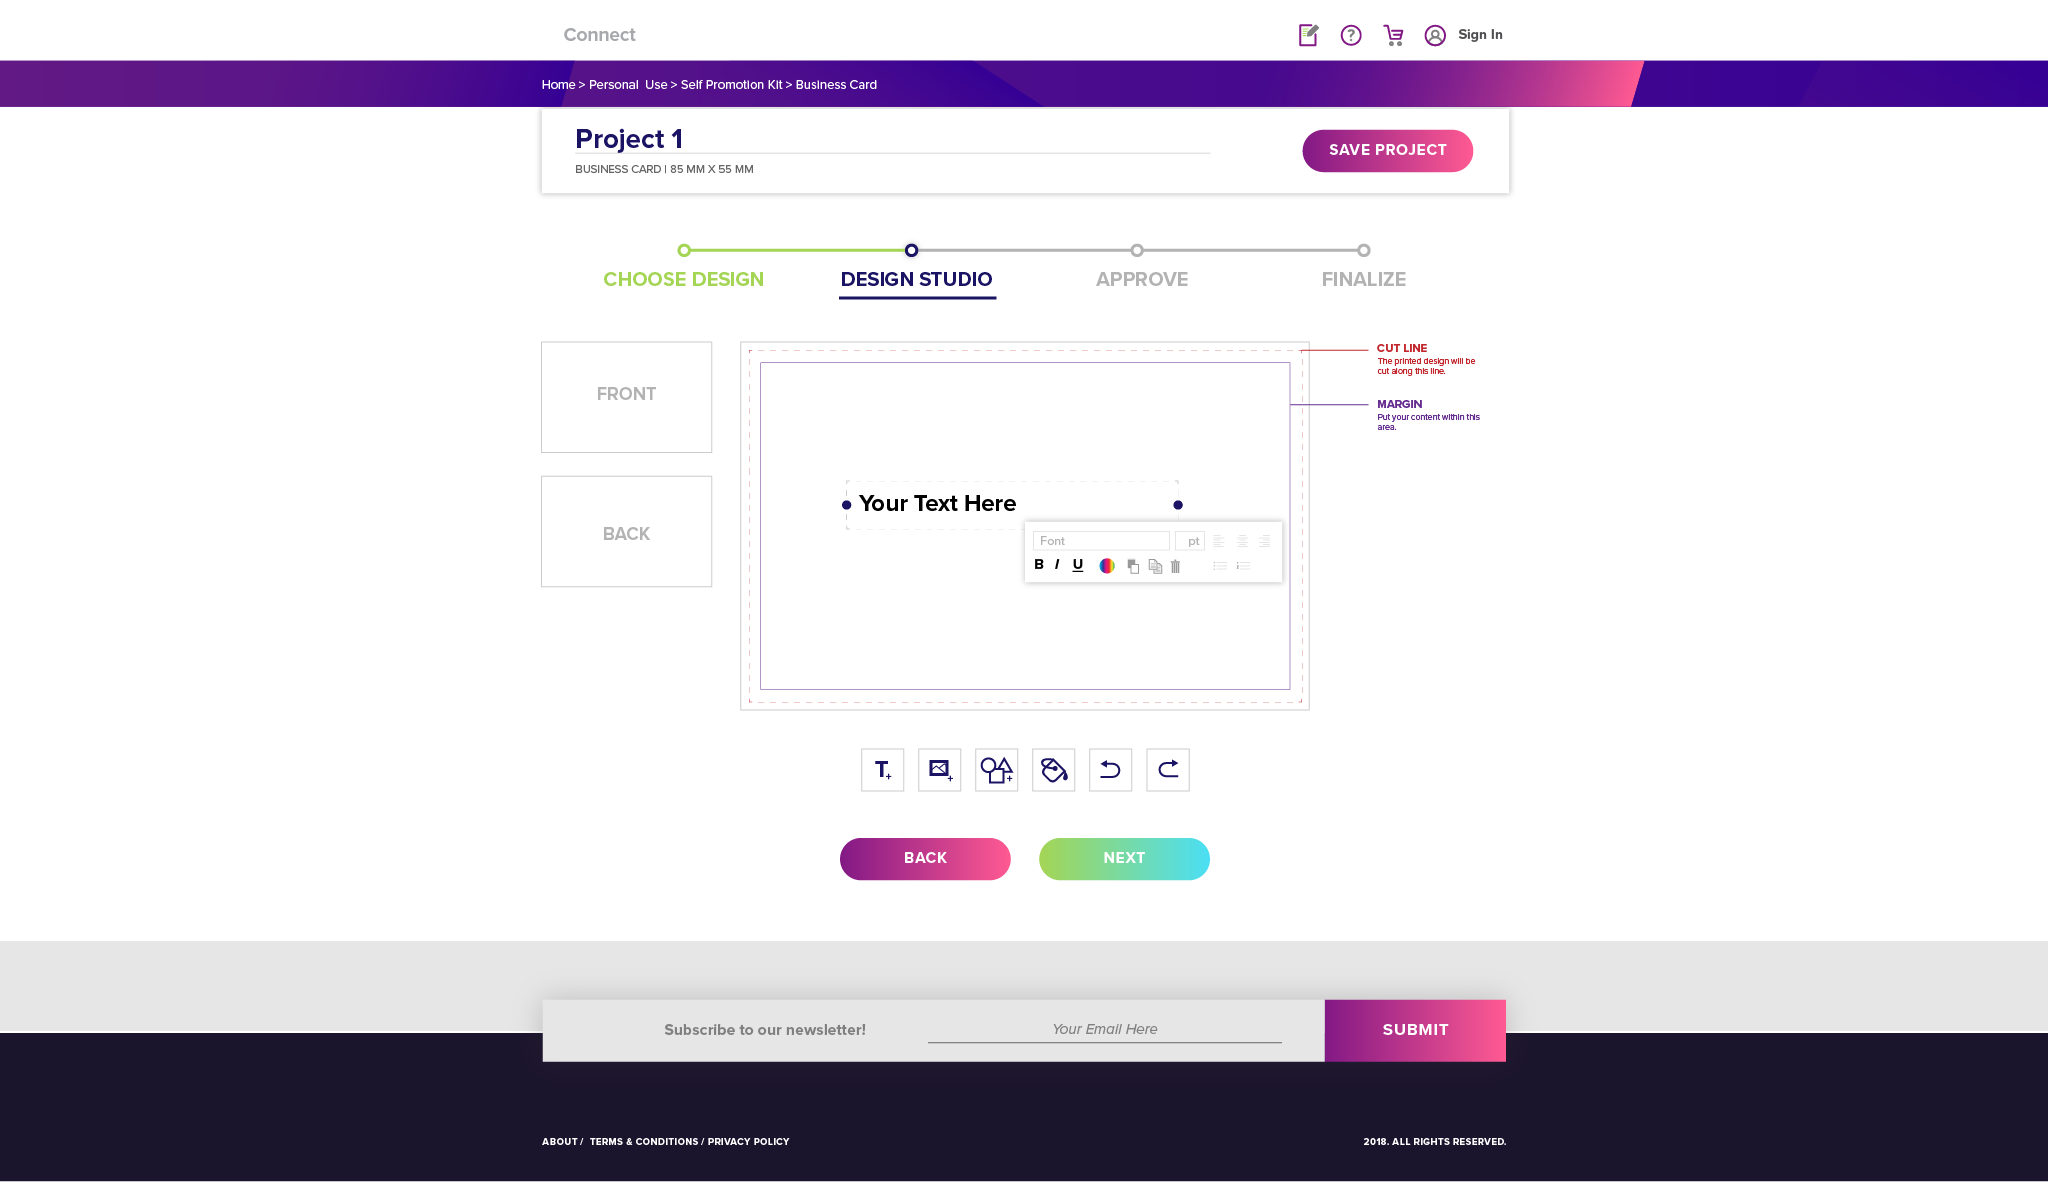 Connect
Sign In
Home > Personal  Use > Self Promotion Kit > Business Card
Project 1
SAVE PROJECT
BUSINESS CARD | 85 MM X 55 MM
CHOOSE DESIGN
DESIGN STUDIO
APPROVE
FINALIZE
FRONT
BACK
CUT LINE
The printed design will be
cut along this line.
MARGIN
Put your content within this
area.
Your Text Here
Font
pt
B I U
T+
BACK
NEXT
Subscribe to our newsletter!
Your Email Here
SUBMIT
ABOUT /  TERMS & CONDITIONS / PRIVACY POLICY
2018. ALL RIGHTS RESERVED.